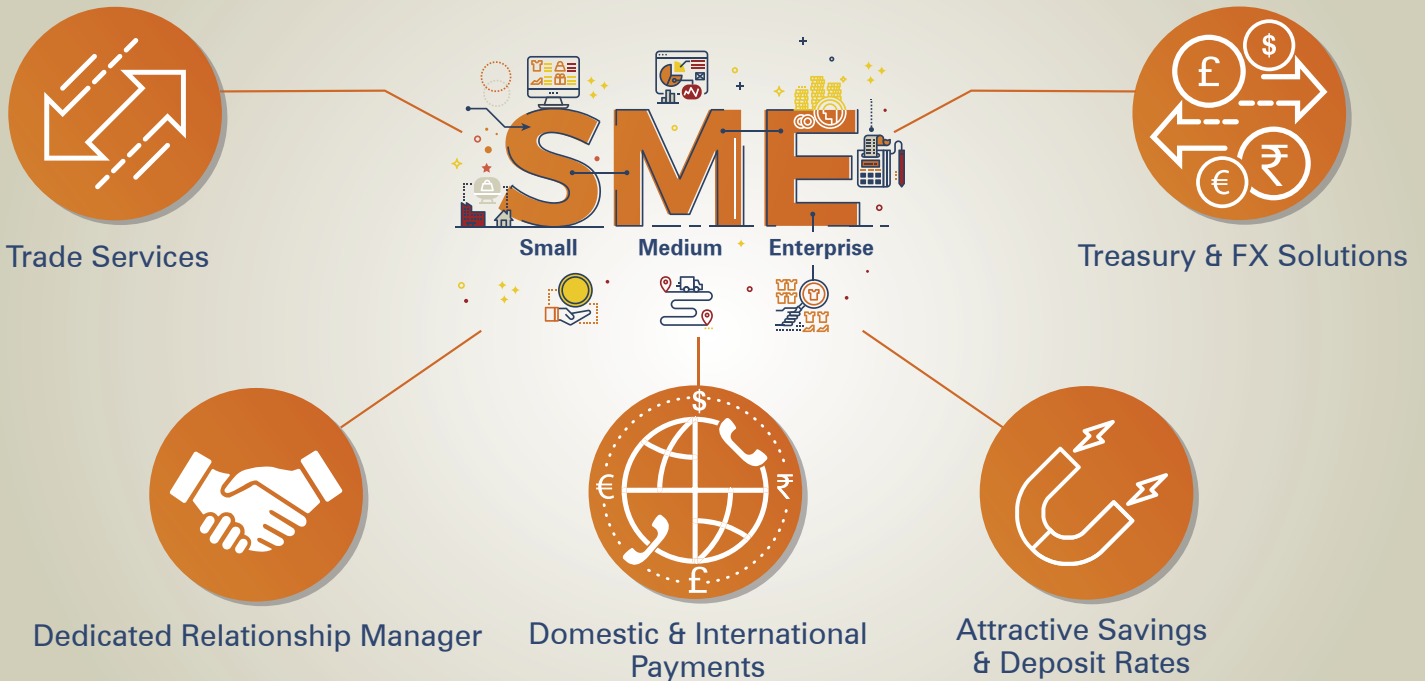 $
£
€
₹
SME
Small
Medium
Enterprise
Trade Services
Treasury & FX Solutions
$
€
₹
£
Dedicated Relationship Manager
Domestic & International
Payments
Attractive Savings
& Deposit Rates